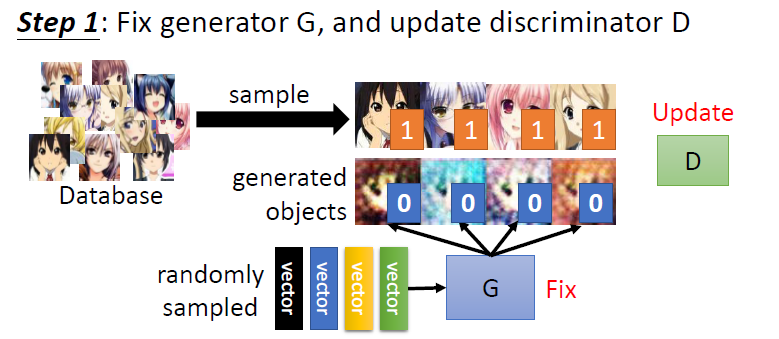 Step 1: Fix generator G, and update discriminator D
sample
1 1 1 1
Update
D
Database
generated
objects
0 0 0 0
randomly
sampled
vector vector vector vector
G
Fix